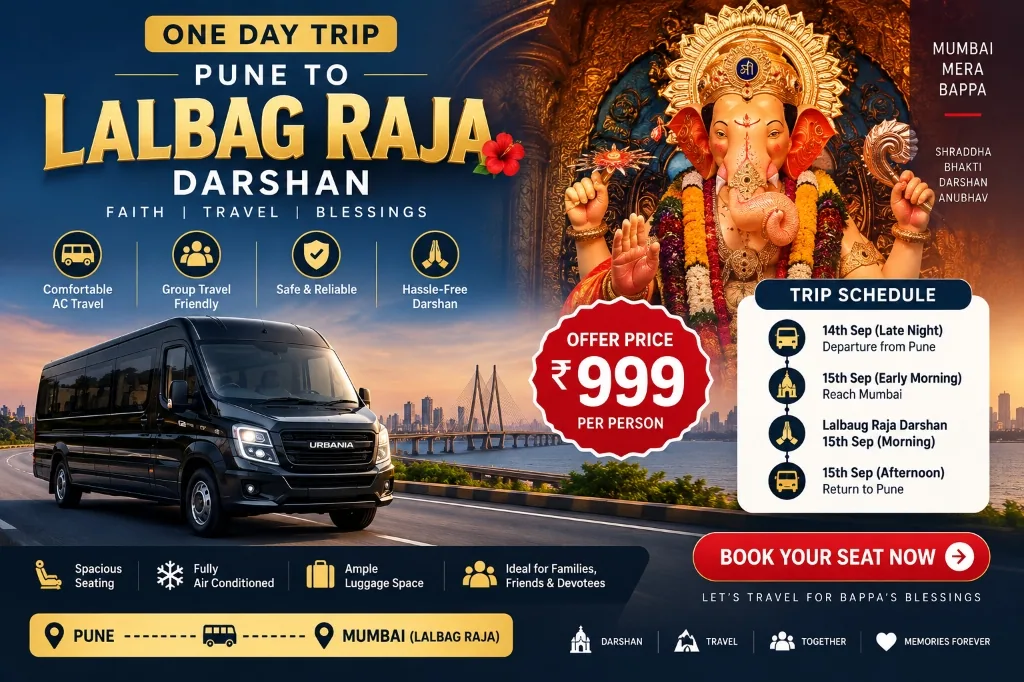 ONE DAY TRIP
PUNE TO
LALBAG RAJA
DARSHAN
FAITH | TRAVEL | BLESSINGS
Comfortable
AC Travel
Group Travel
Friendly
Safe & Reliable
Hassle-Free
Darshan
श्री
MUMBAI
MERA
BAPPA
SHRADDHA
BHAKTI
DARSHAN
ANUBHAV
URBANIA
OFFER PRICE
₹999
PER PERSON
TRIP SCHEDULE
14th Sep (Late Night)
Departure from Pune
15th Sep (Early Morning)
Reach Mumbai
Lalbaug Raja Darshan
15th Sep (Morning)
15th Sep (Afternoon)
Return to Pune
Spacious
Seating
Fully
Air Conditioned
Ample
Luggage Space
Ideal for Families,
Friends & Devotees
BOOK YOUR SEAT NOW
LET'S TRAVEL FOR BAPPA'S BLESSINGS
PUNE
MUMBAI (LALBAG RAJA)
DARSHAN
TRAVEL
TOGETHER
MEMORIES FOREVER